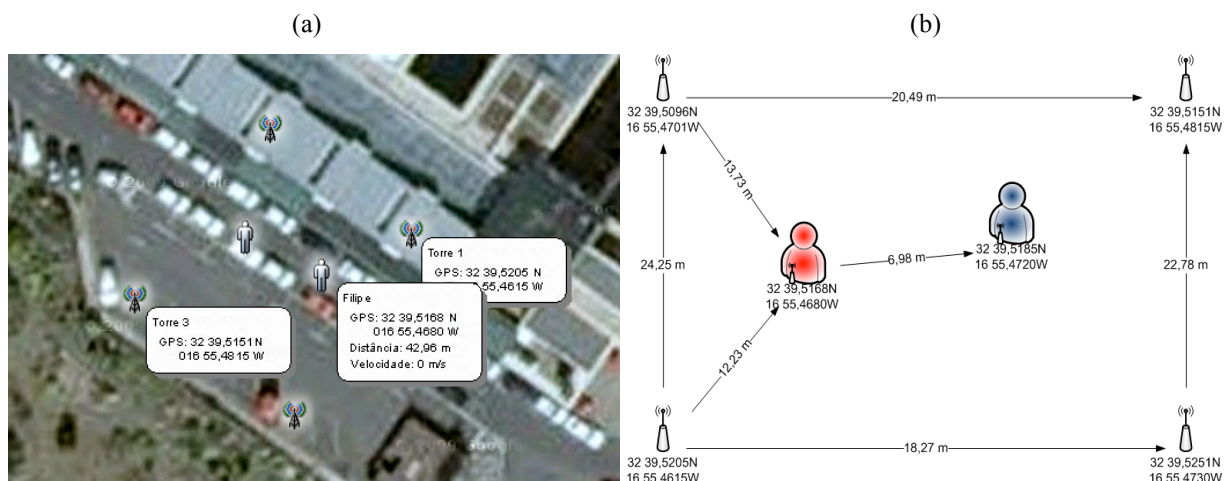 (a)
(b)
Torre 1
GPS: 32 39,5205 N
55,4615 W
Filipe
GPS: 32 39,5168 N
016 55,4680 W
Distância: 42,96 m
Velocidade: 0 m/s
Torre 3
GPS: 32 39,5151 N
016 55,4815 W
Google
20,49 m
32 39,5096N
16 55,4701W
32 39,5151N
16 55,4815W
13,73 m
32 39,5185N
16 55,4720W
6,98 m
24,25 m
22,78 m
32 39,5168N
16 55,4680W
12,23 m
18,27 m
32 39,5205N
16 55,4615W
32 39,5251N
16 55,4730W